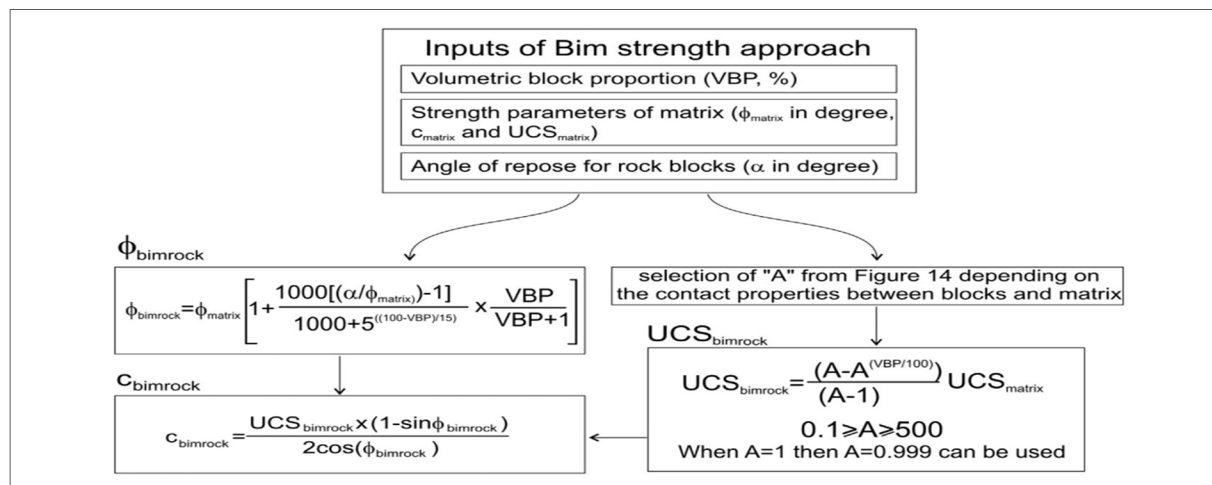 Inputs of Bim strength approach
Volumetric block proportion (VBP, %)
Strength parameters of matrix (ϕmatrix in degree,
cmatrix and UCSmatrix)
Angle of repose for rock blocks (α in degree)
ϕbimrock
ϕbimrock=ϕmatrix[1+ 1000[(α/ϕmatrix))-1] / 1000+5^((100-VBP)/15) x VBP / VBP+1]
cbimrock
cbimrock= UCSbimrock x (1-sinϕbimrock) / 2cos(ϕbimrock)
selection of "A" from Figure 14 depending on
the contact properties between blocks and matrix
UCSbimrock
UCSbimrock= (A-A^(VBP/100)) / (A-1) UCSmatrix
0.1⩾A⩾500
When A=1 then A=0.999 can be used